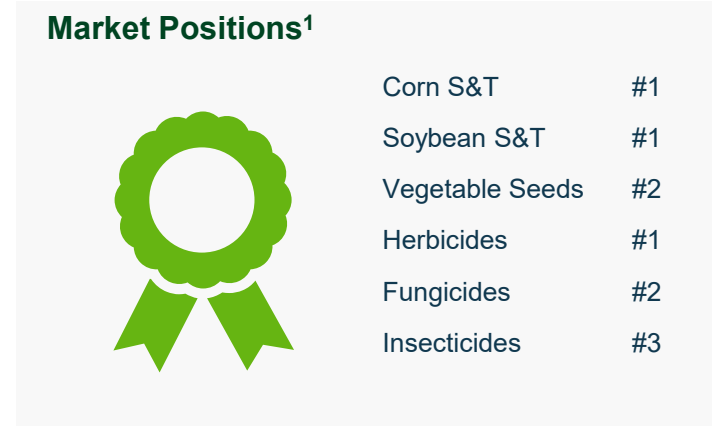 Market Positions¹
Corn S&T #1
Soybean S&T #1
Vegetable Seeds #2
Herbicides #1
Fungicides #2
Insecticides #3